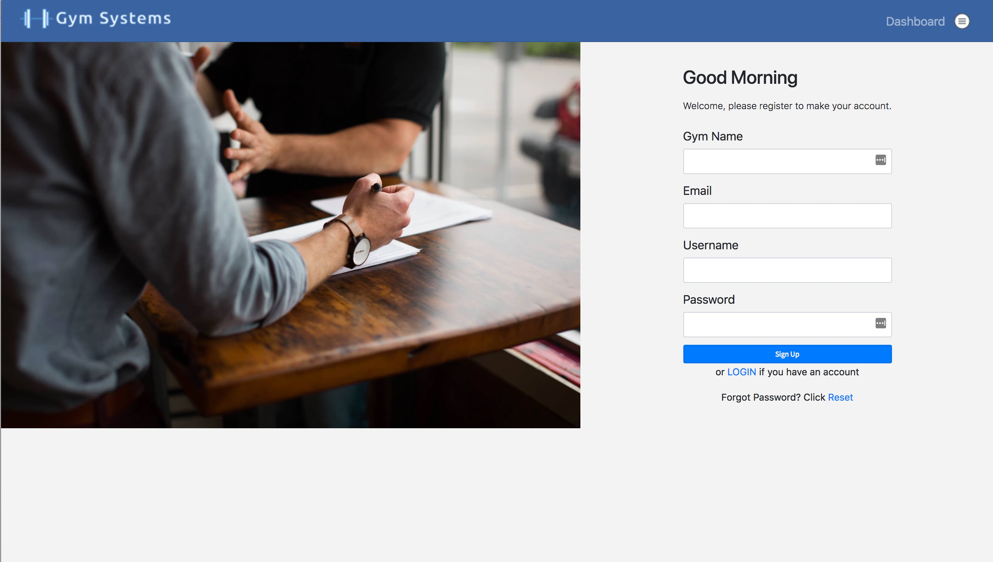 Gym Systems
Dashboard
Good Morning
Welcome, please register to make your account.
Gym Name
Email
Username
Password
Sign Up
or LOGIN if you have an account
Forgot Password? Click Reset